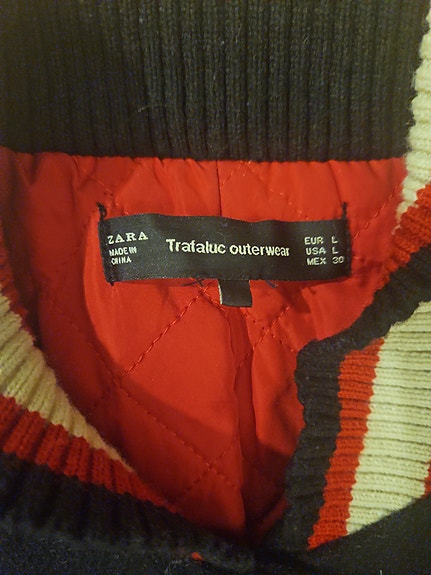 ZARA
MADE IN
CHINA
Trafaluc outerwear
EUR L
USA L
MEX 30